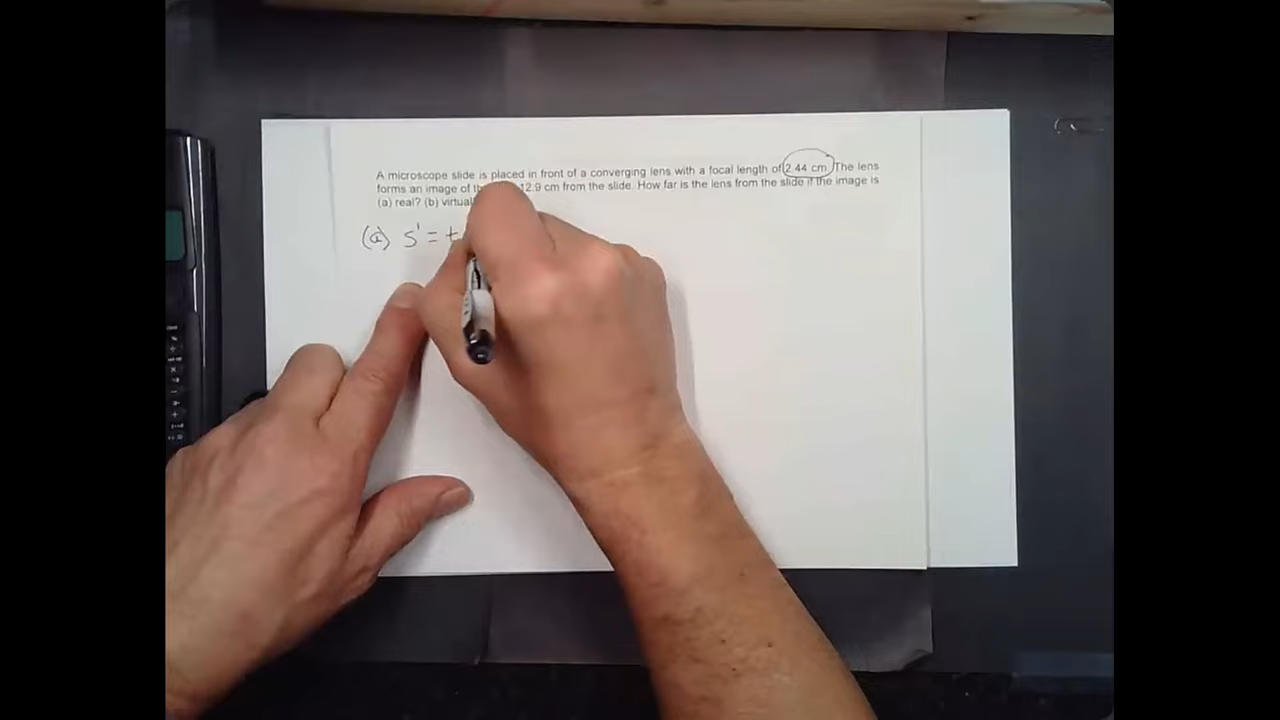 A microscope slide is placed in front of a converging lens with a focal length of 2.44 cm. The lens
forms an image of 12.9 cm from the slide. How far is the lens from the slide if the image is
(a) real? (b) virtual
(a) s' = +